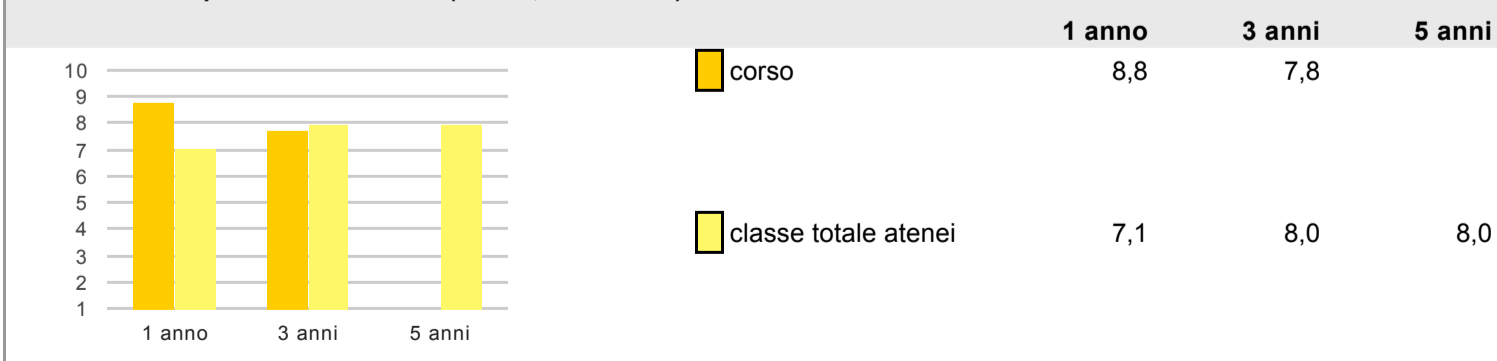 1 anno 3 anni 5 anni
corso 8,8 7,8
classe totale atenei 7,1 8,0 8,0
10
9
8
7
6
5
4
3
2
1
1 anno 3 anni 5 anni